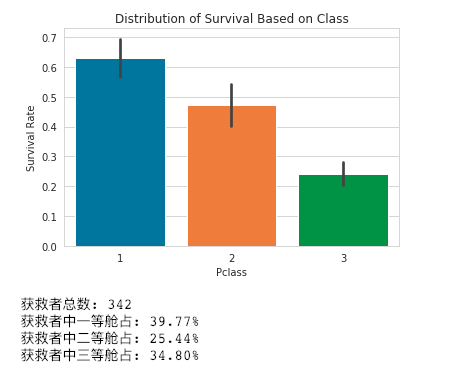 Distribution of Survival Based on Class
0.7
0.6
0.5
0.4
0.3
0.2
0.1
0.0
Survival Rate
1 2 3
Pclass
获救者总数: 342
获救者中一等舱占: 39.77%
获救者中二等舱占: 25.44%
获救者中三等舱占: 34.80%